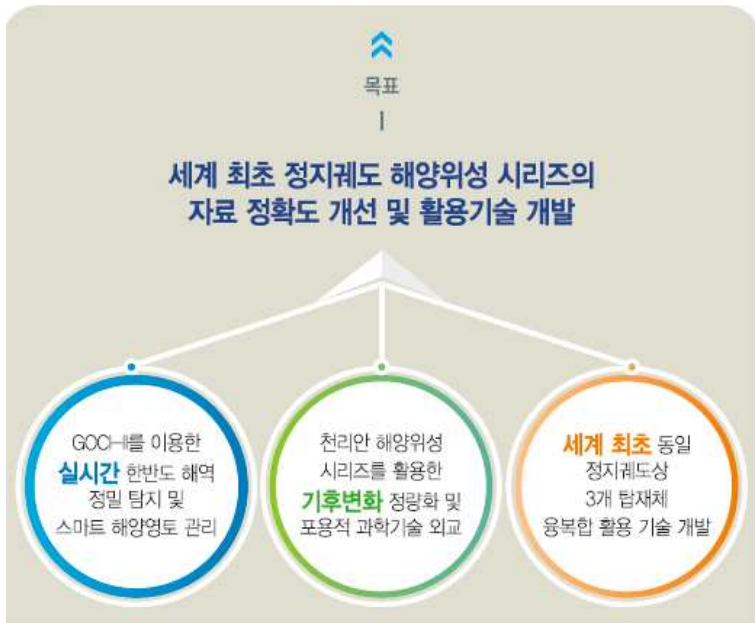 목표
세계 최초 정지궤도 해양위성 시리즈의
자료 정확도 개선 및 활용기술 개발
GOCI-II를 이용한
실시간 한반도 해역
정밀 탐지 및
스마트 해양영토 관리
천리안 해양위성
시리즈를 활용한
기후변화 정량화 및
포용적 과학기술 외교
세계 최초 동일
정지궤도상
3개 탑재체
융복합 활용 기술 개발